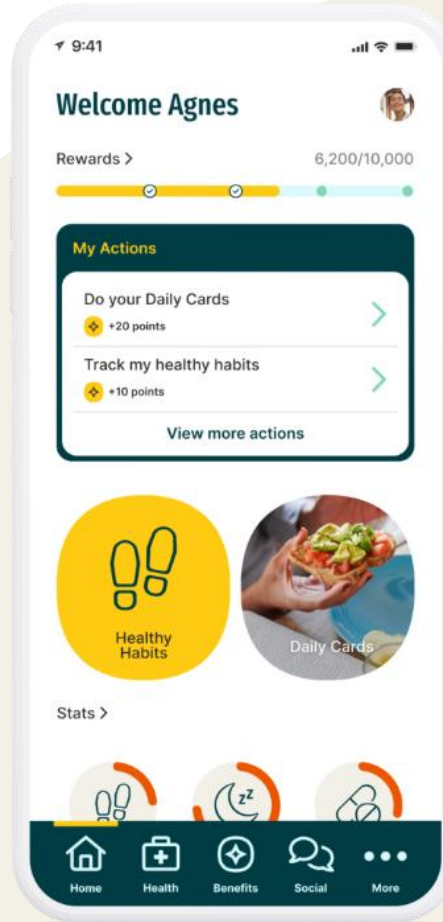 9:41
Welcome Agnes
Rewards >
6,200/10,000
My Actions
Do your Daily Cards
+20 points
Track my healthy habits
+10 points
View more actions
Healthy
Habits
Daily Cards
Stats >
zz
Home
Health
Benefits
Social
More